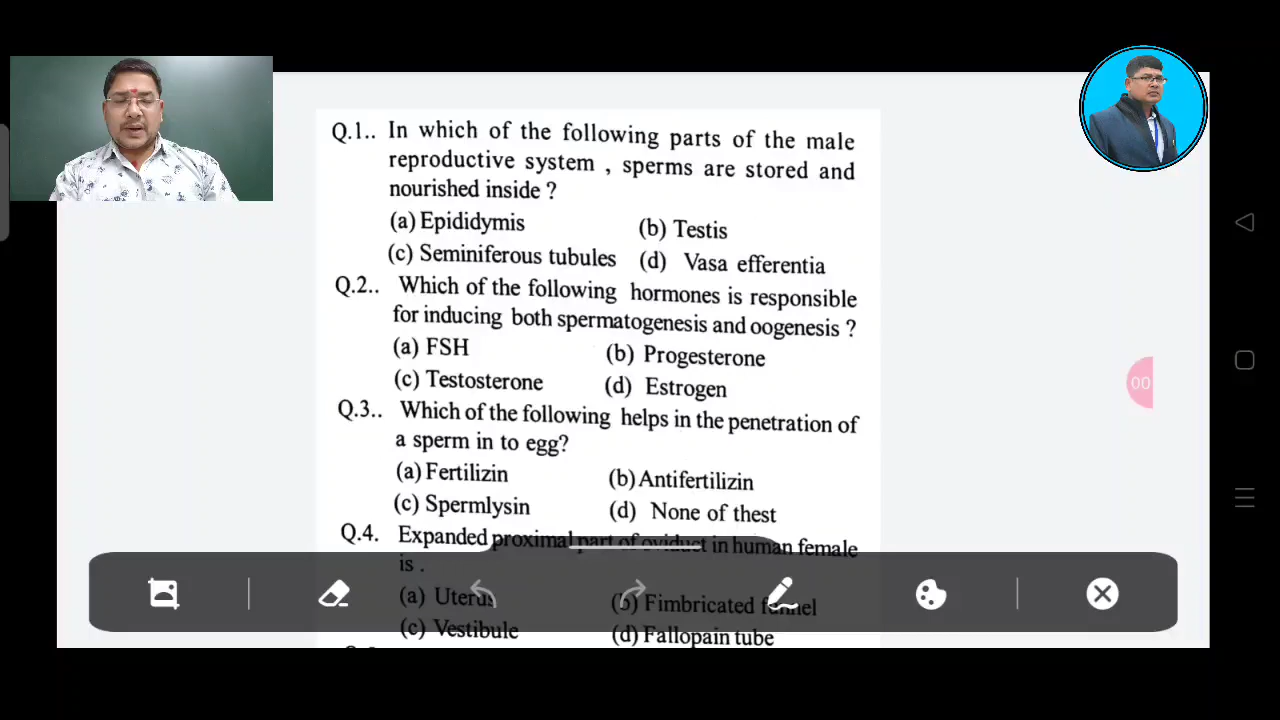 Q.1.. In which of the following parts of the male
reproductive system , sperms are stored and
nourished inside ?
(a) Epididymis (b) Testis
(c) Seminiferous tubules (d) Vasa efferentia
Q.2.. Which of the following hormones is responsible
for inducing both spermatogenesis and oogenesis ?
(a) FSH (b) Progesterone
(c) Testosterone (d) Estrogen
Q.3.. Which of the following helps in the penetration of
a sperm in to egg?
(a) Fertilizin (b) Antifertilizin
(c) Spermlysin (d) None of thest
Q.4. Expanded proximal part of oviduct in human female
is .
(a) Uterus (b) Fimbricated funnel
(c) Vestibule (d) Fallopain tube
00